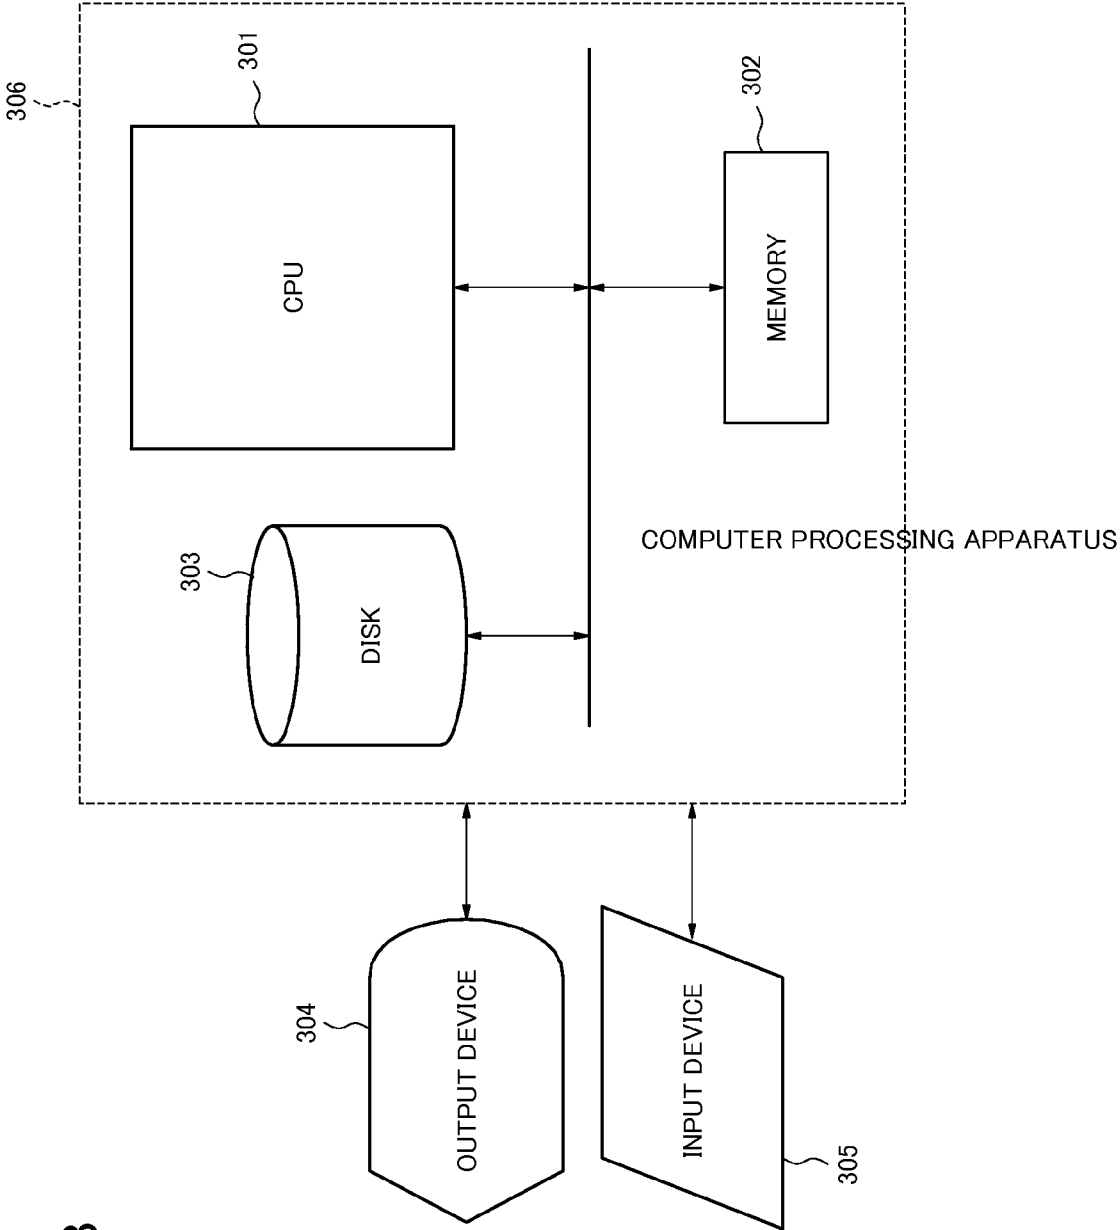 306
301
CPU
302
MEMORY
303
DISK
COMPUTER PROCESSING APPARATUS
304
OUTPUT DEVICE
INPUT DEVICE
305